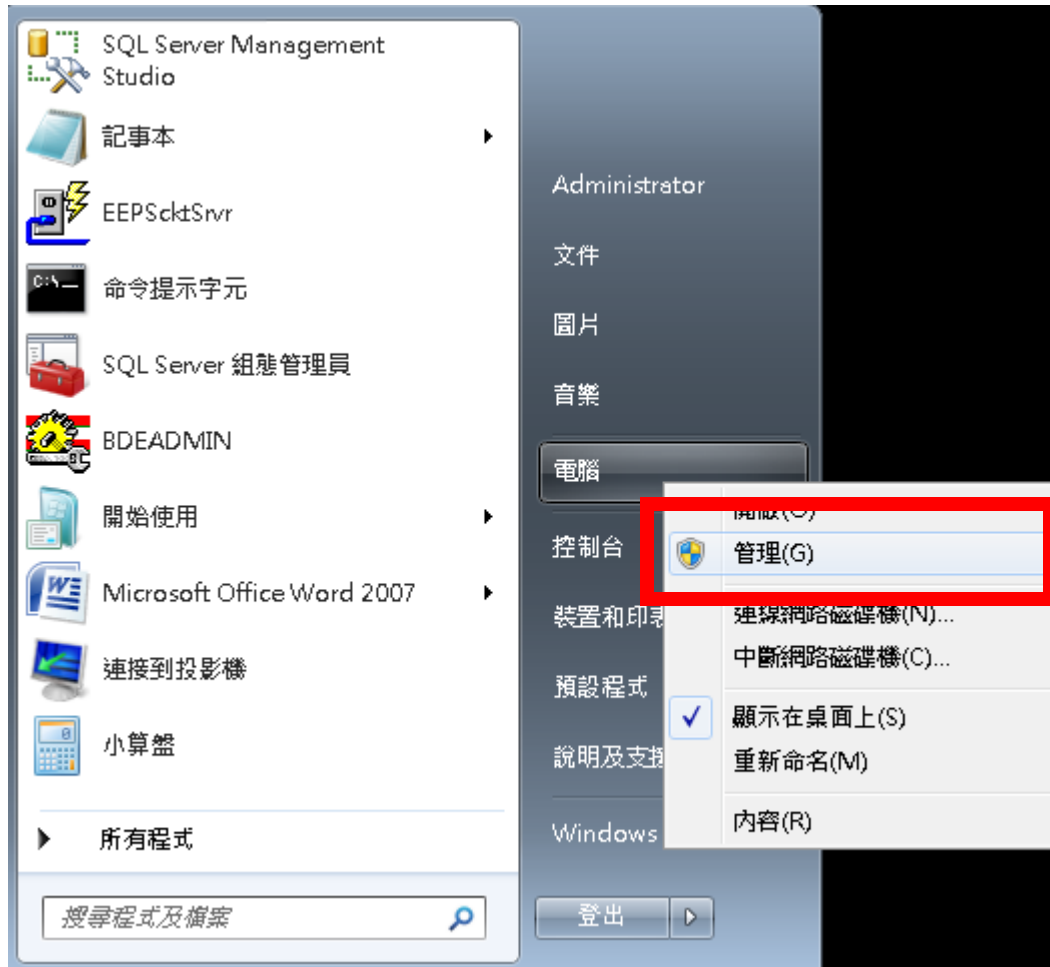 SQL Server Management
Studio
記事本
EEPScktSrvr
命令提示字元
SQL Server 組態管理員
BDEADMIN
開始使用
Microsoft Office Word 2007
連接到投影機
小算盤
所有程式
搜尋程式及檔案
Administrator
文件
圖片
音樂
電腦
控制台
裝置和印表
預設程式
說明及支援
Windows
登出
管理(G)
連線網路磁碟機(N)...
中斷網路磁碟機(C)...
顯示在桌面上(S)
重新命名(M)
內容(R)